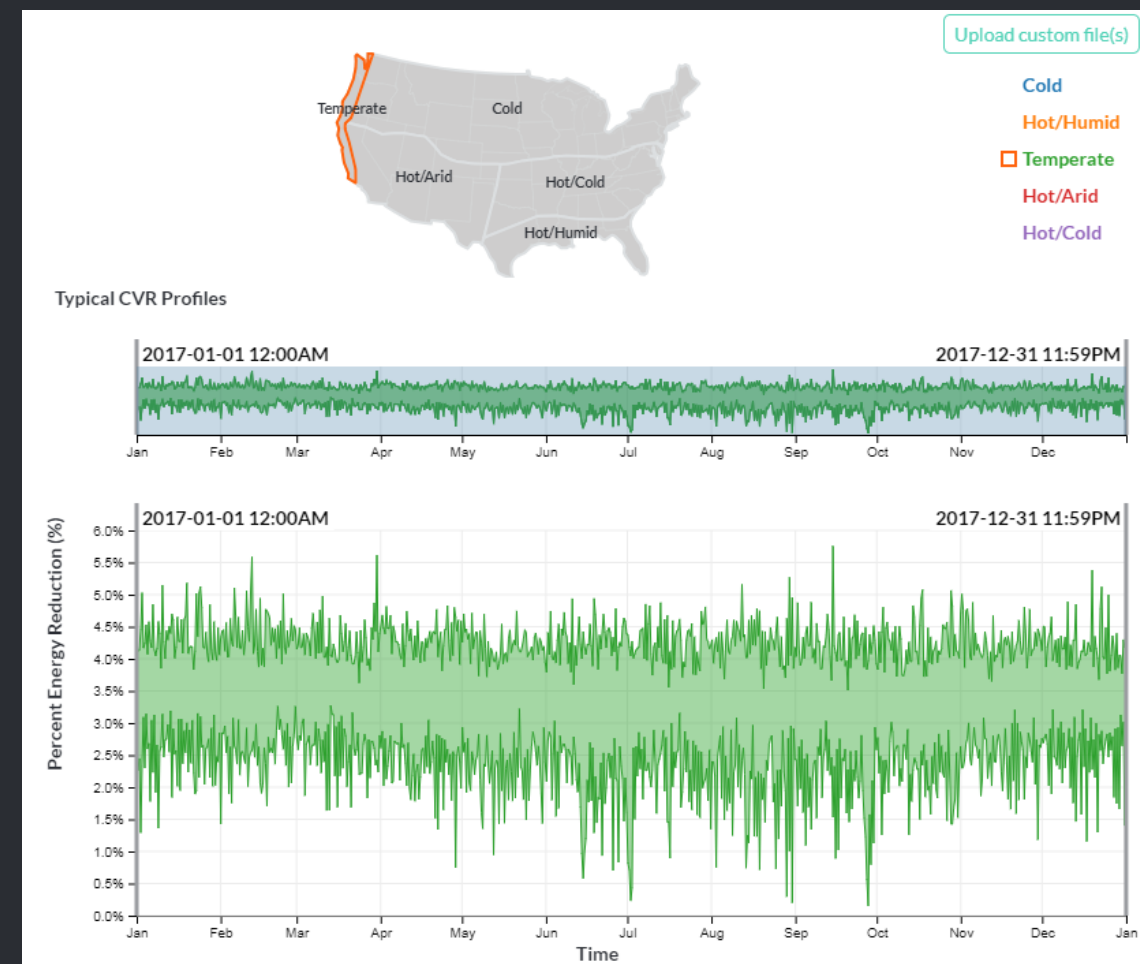 Upload custom file(s)
Cold
Hot/Humid
Temperate
Hot/Arid
Hot/Cold
Temperate
Cold
Hot/Arid
Hot/Cold
Hot/Humid
Typical CVR Profiles
2017-01-01 12:00AM 2017-12-31 11:59PM
Jan Feb Mar Apr May Jun Jul Aug Sep Oct Nov Dec
2017-01-01 12:00AM 2017-12-31 11:59PM
Percent Energy Reduction (%)
6.0%
5.5%
5.0%
4.5%
4.0%
3.5%
3.0%
2.5%
2.0%
1.5%
1.0%
0.5%
0.0%
Jan Feb Mar Apr May Jun Jul Aug Sep Oct Nov Dec Jan
Time